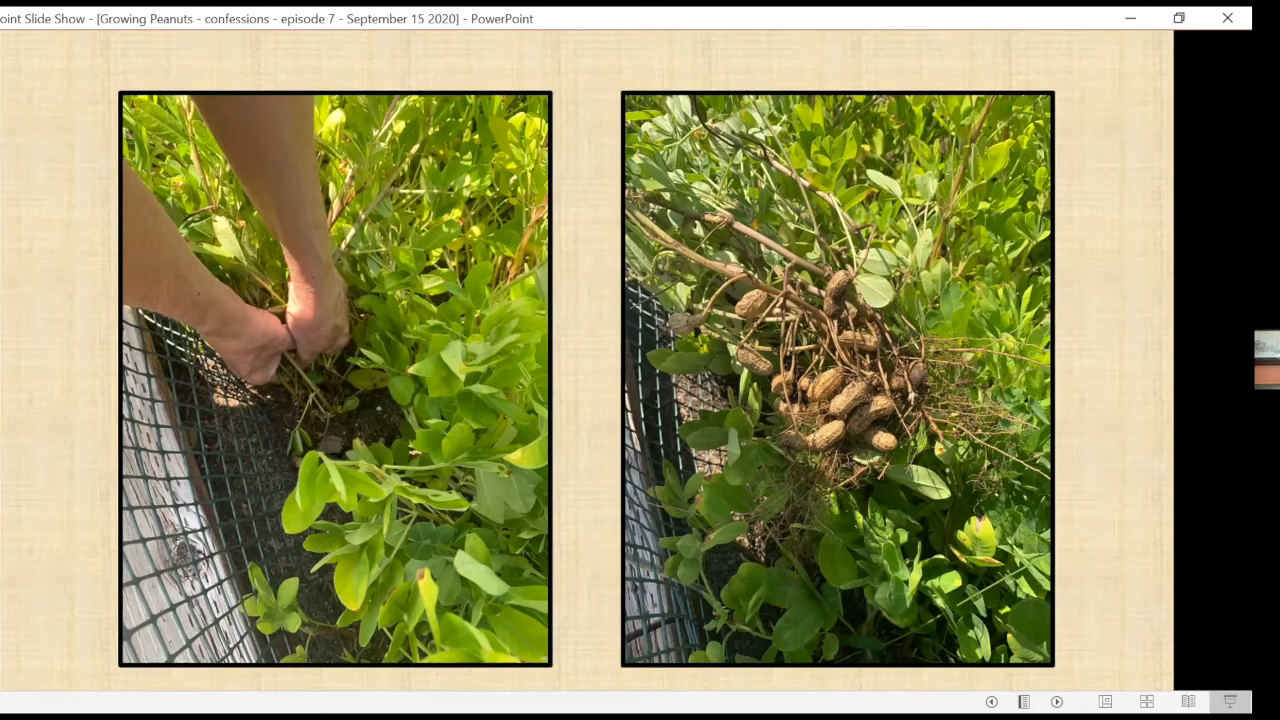 oint Slide Show - [Growing Peanuts - confessions - episode 7 - September 15 2020] - PowerPoint